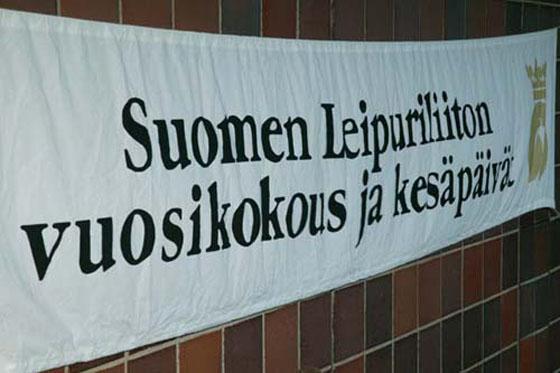 Suomen Leipuriliiton
vuosikokous ja kesäpäivät